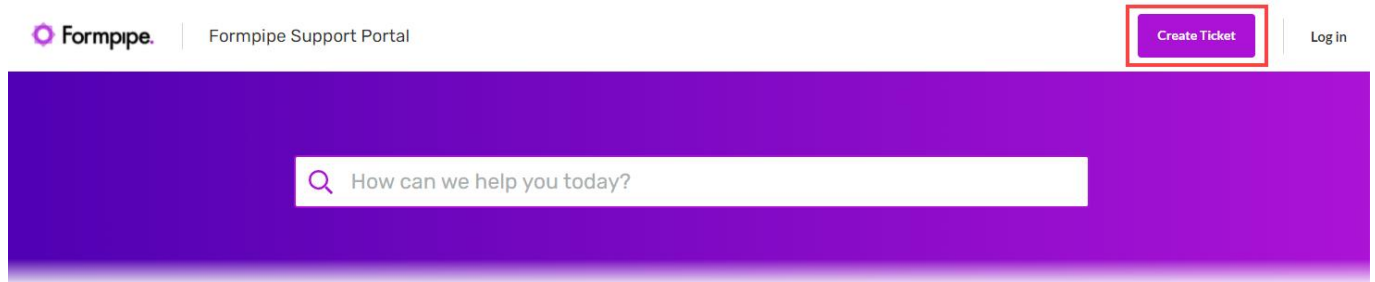 Formpipe.
Formpipe Support Portal
Create Ticket
Log in
How can we help you today?